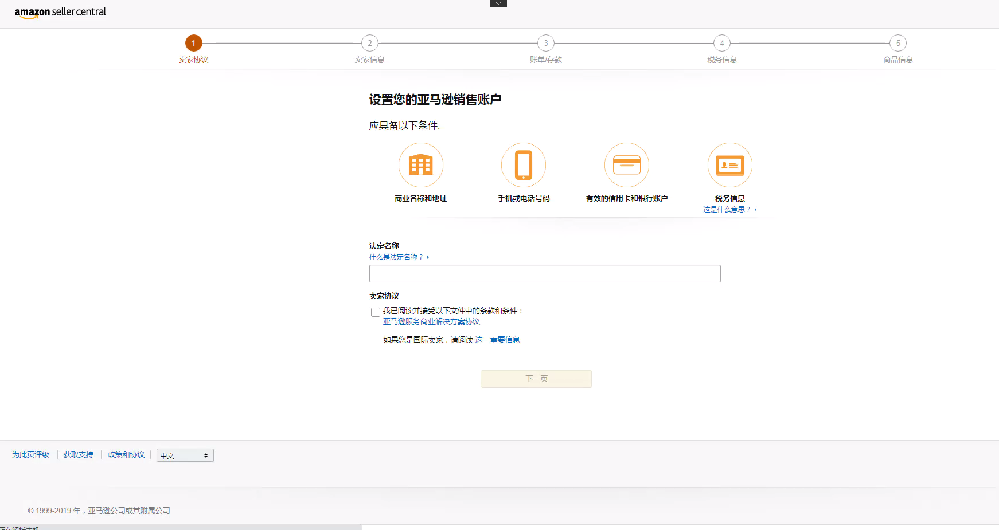 amazon seller central
1
2
3
4
5
卖家协议
卖家信息
账单/存款
税务信息
商品信息
设置您的亚马逊销售账户
应具备以下条件:
商业名称和地址
手机或电话号码
有效的信用卡和银行账户
税务信息
这是什么意思？
法定名称
什么是法定名称？
卖家协议
我已阅读并接受以下文件中的条款和条件：
亚马逊服务商业解决方案协议
如果您是国际卖家，请阅读 这一重要信息
下一页
为此页评级
获取支持
政策和协议
中文
© 1999-2019 年，亚马逊公司或其附属公司
正在解析主机